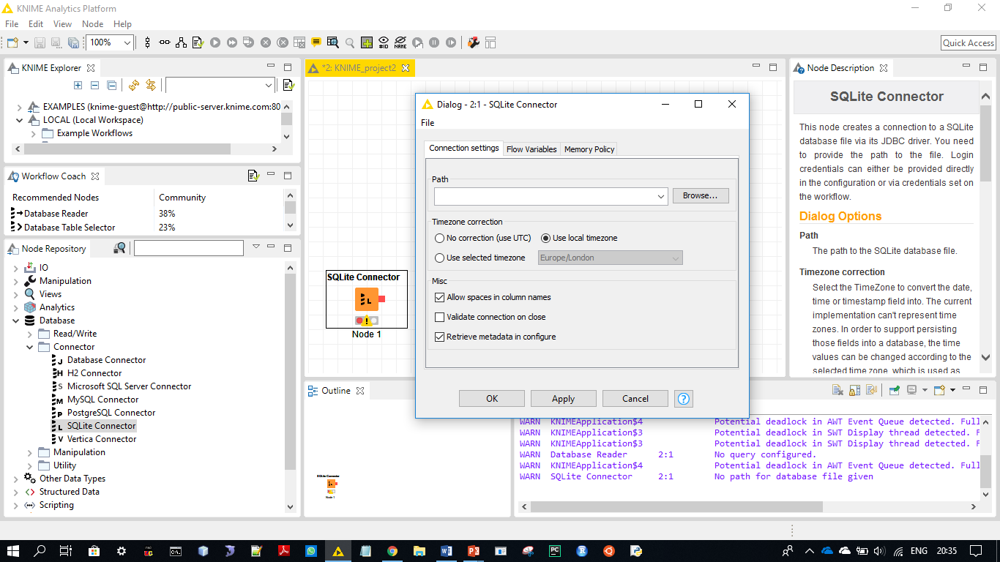 KNIME Analytics Platform
File Edit View Node Help
100%
#ID
NAME
Quick Access
KNIME Explorer
EXAMPLES (knime-guest@http://public-server.knime.com:80
LOCAL (Local Workspace)
Example Workflows
Workflow Coach
Recommended Nodes Community
Database Reader 38%
Database Table Selector 23%
Node Repository
IO
Manipulation
Views
Analytics
Database
Read/Write
Connector
J Database Connector
H H2 Connector
S Microsoft SQL Server Connector
M MySQL Connector
P PostgreSQL Connector
L SQLite Connector
V Vertica Connector
Manipulation
Utility
Other Data Types
Structured Data
Scripting
*2: KNIME_project2
SQLite Connector
L
Node 1
Dialog - 2:1 - SQLite Connector
File
Connection settings Flow Variables Memory Policy
Path
Browse...
Timezone correction
No correction (use UTC) Use local timezone
Use selected timezone Europe/London
Misc
Allow spaces in column names
Validate connection on close
Retrieve metadata in configure
OK Apply Cancel ?
Node Description
SQLite Connector
This node creates a connection to a SQLite
database file via its JDBC driver. You need
to provide the path to the file. Login
credentials can either be provided directly
in the configuration or via credentials set on
the workflow.
Dialog Options
Path
The path to the SQLite database file.
Timezone correction
Select the TimeZone to convert the date,
time or timestamp field into. The current
implementation can't represent time
zones. In order to support persisting
those fields into a database, the time
values can be changed according to the
selected time zone, which is used as
Outline
SQLite Connector
Node 1
WARN KNIMEApplication$4 Potential deadlock in AWT Event Queue detected. Full
WARN KNIMEApplication$3 Potential deadlock in SWT Display thread detected. F
WARN KNIMEApplication$3 Potential deadlock in SWT Display thread detected. F
WARN Database Reader 2:1 No query configured.
WARN KNIMEApplication$4 Potential deadlock in AWT Event Queue detected. Full
WARN SQLite Connector 2:1 No path for database file given
ENG 20:35